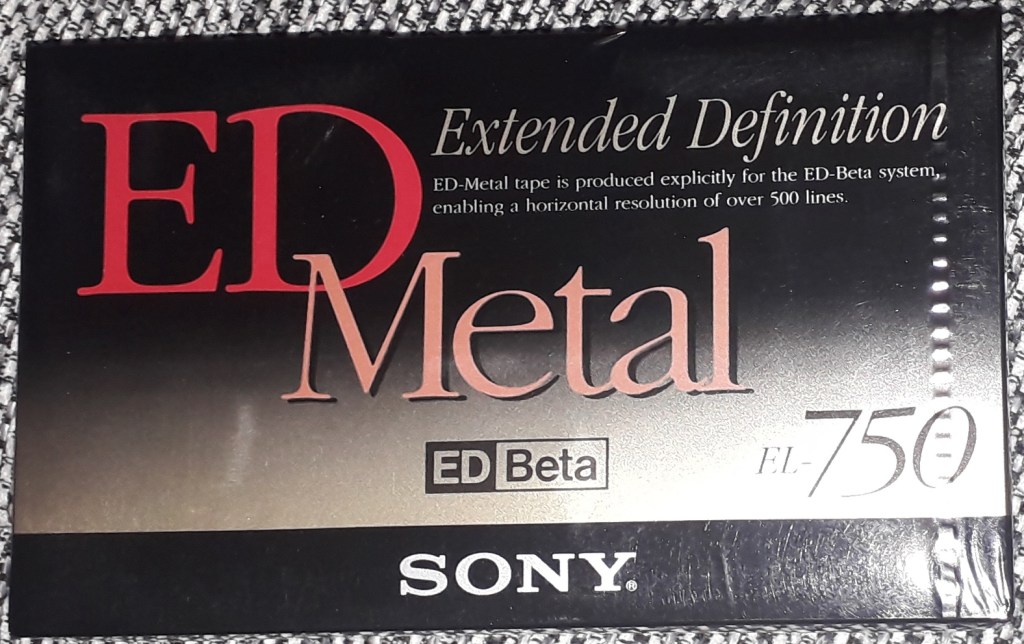 ED
Extended Definition
ED-Metal tape is produced explicitly for the ED-Beta system,
enabling a horizontal resolution of over 500 lines.
Metal
ED Beta
EL-750
SONY®